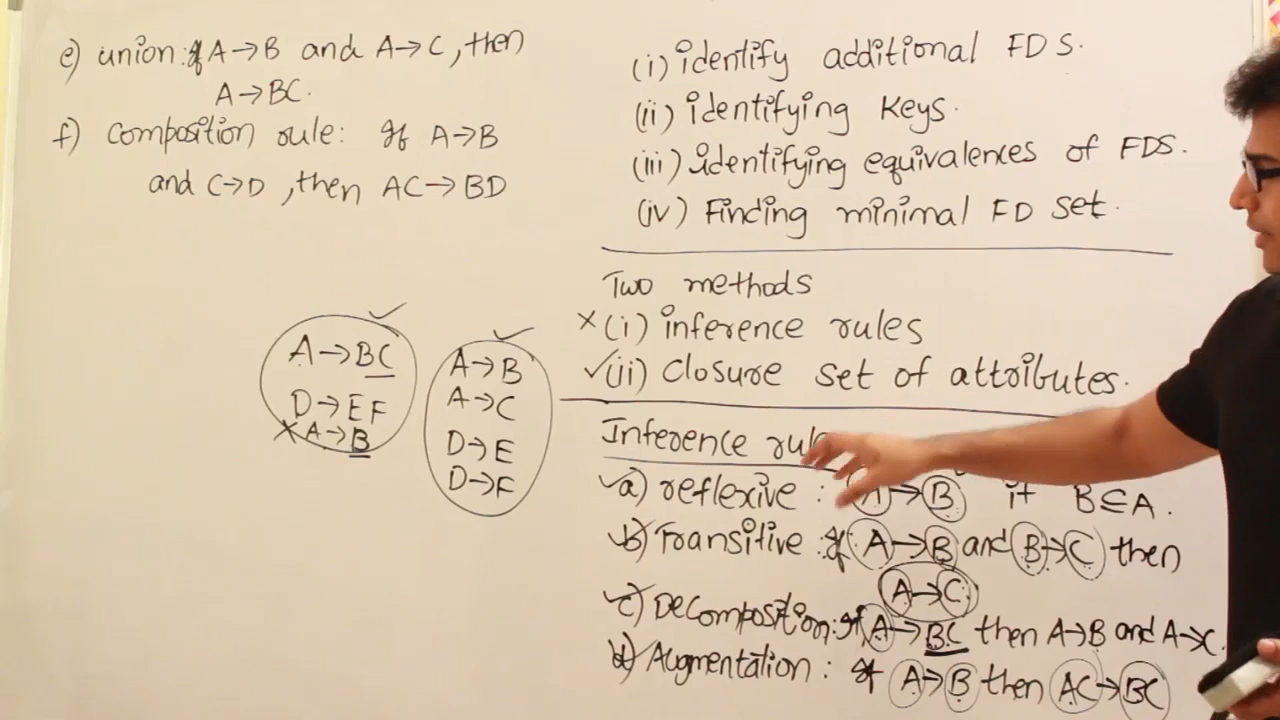 e) union: If A→B and A→C, then
A→BC.
f) Composition rule: If A→B
and C→D, then AC→BD
A→BC
D→EF
×A→B
✓
A→B
A→C
D→E
D→F
✓
(i) identify additional FDS.
(ii) identifying keys.
(iii) identifying equivalences of FDS.
(iv) Finding minimal FD set.
Two methods
×(i) inference rules
✓(ii) Closure set of attributes.
Inference
✓a) reflexive: A→B if B⊆A.
✓b) Transitive: If A→B and B→C then
A→C
✓c) Decomposition: If A→BC then A→B and A→C.
✓d) Augmentation: If A→B then AC→BC